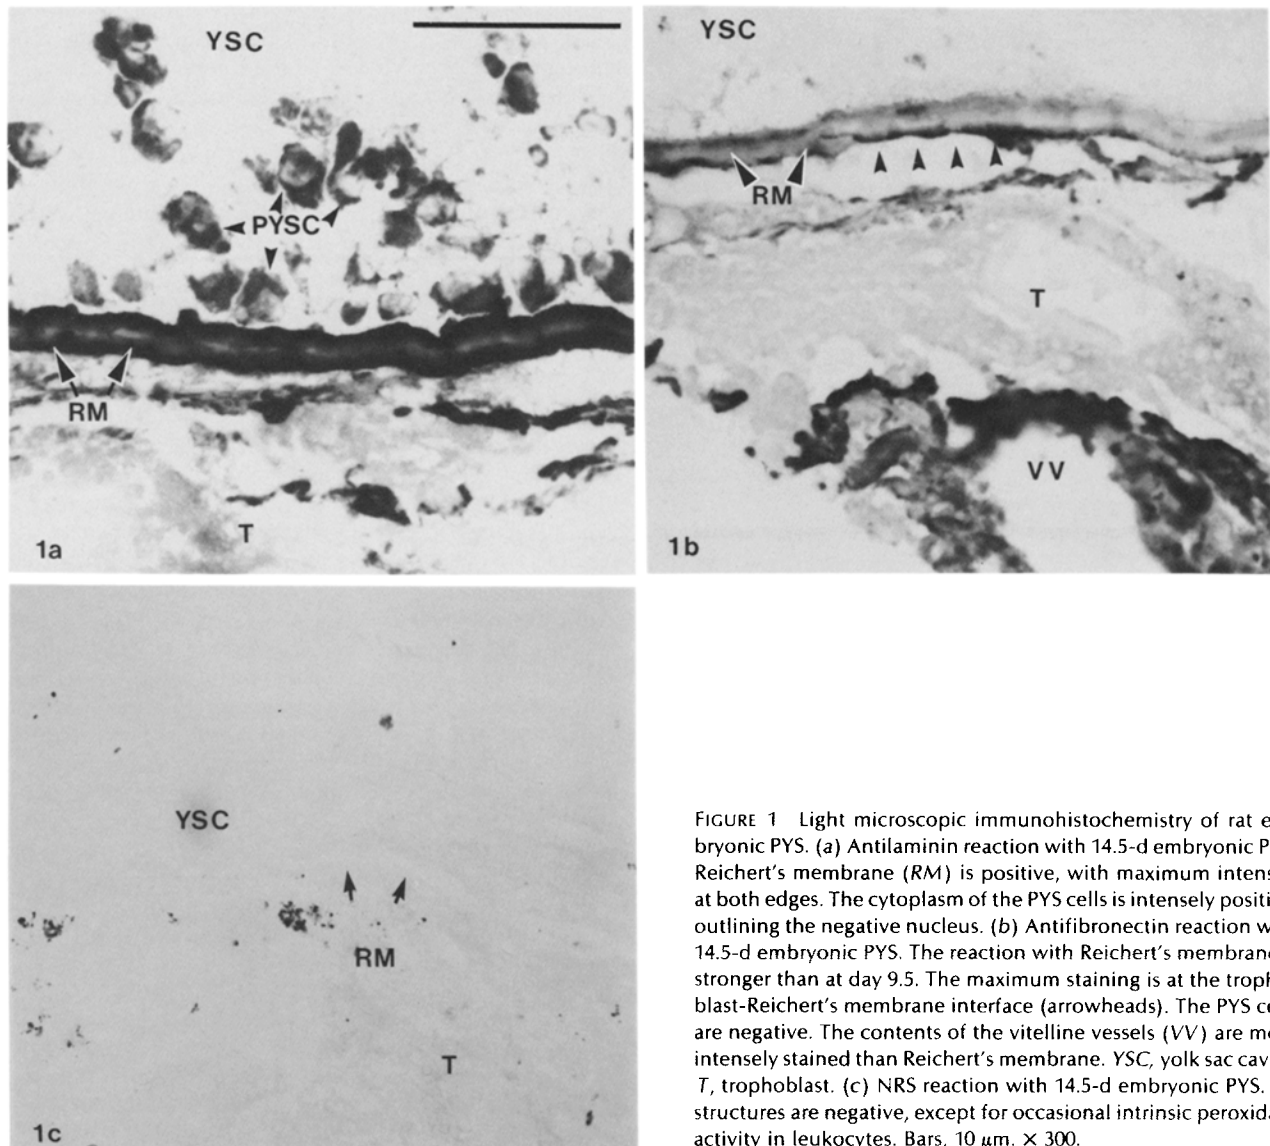 YSC
PYSC
RM
T
1a
YSC
RM
T
VV
1b
YSC
RM
T
1c
FIGURE 1 Light microscopic immunohistochemistry of rat e
bryonic PYS. (a) Antilaminin reaction with 14.5-d embryonic P
Reichert's membrane (RM) is positive, with maximum intens
at both edges. The cytoplasm of the PYS cells is intensely positi
outlining the negative nucleus. (b) Antifibronectin reaction w
14.5-d embryonic PYS. The reaction with Reichert's membran
stronger than at day 9.5. The maximum staining is at the troph
blast-Reichert's membrane interface (arrowheads). The PYS ce
are negative. The contents of the vitelline vessels (VV) are mo
intensely stained than Reichert's membrane. YSC, yolk sac cav
T, trophoblast. (c) NRS reaction with 14.5-d embryonic PYS.
structures are negative, except for occasional intrinsic peroxida
activity in leukocytes. Bars, 10 μm. × 300.